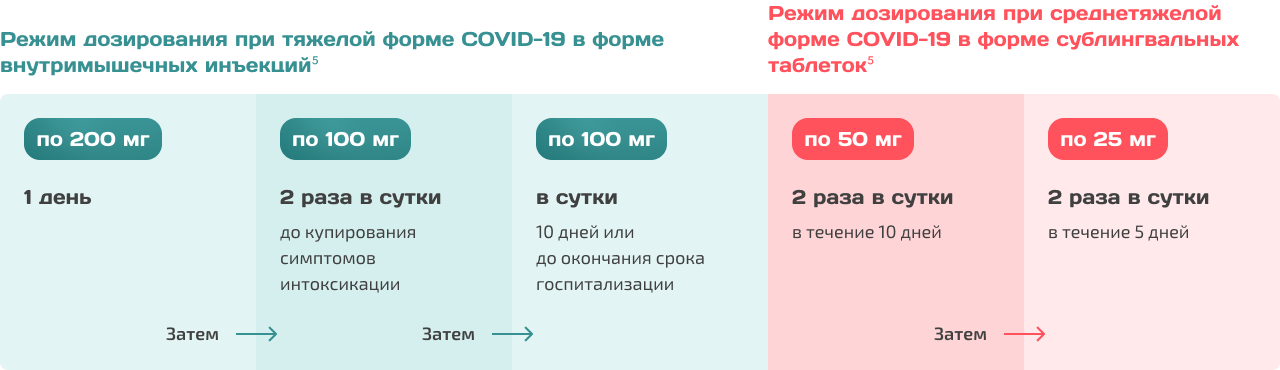 Режим дозирования при тяжелой форме COVID-19 в форме
внутримышечных инъекций⁵
по 200 мг
1 день
Затем
по 100 мг
2 раза в сутки
до купирования
симптомов
интоксикации
Затем
по 100 мг
в сутки
10 дней или
до окончания срока
госпитализации
Режим дозирования при среднетяжелой
форме COVID-19 в форме сублингвальных
таблеток⁵
по 50 мг
2 раза в сутки
в течение 10 дней
Затем
по 25 мг
2 раза в сутки
в течение 5 дней